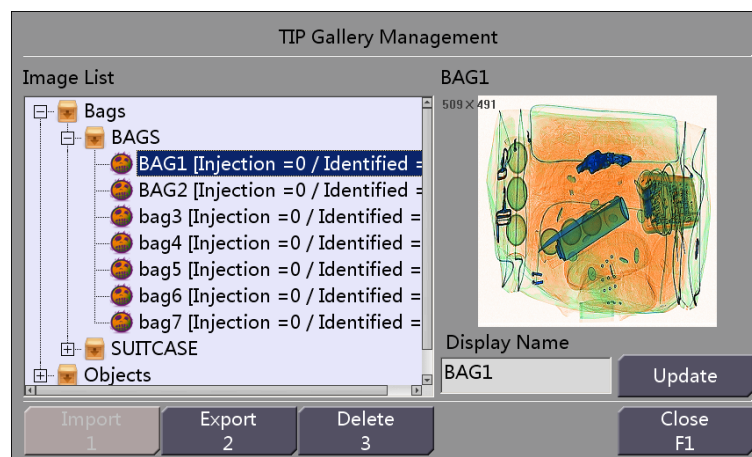 TIP Gallery Management
Image List
BAG1
509×491
Bags
BAGS
BAG1 [Injection =0 / Identified =
BAG2 [Injection =0 / Identified =
bag3 [Injection =0 / Identified =
bag4 [Injection =0 / Identified =
bag5 [Injection =0 / Identified =
bag6 [Injection =0 / Identified =
bag7 [Injection =0 / Identified =
SUITCASE
Objects
Display Name
BAG1
Update
Import
1
Export
2
Delete
3
Close
F1